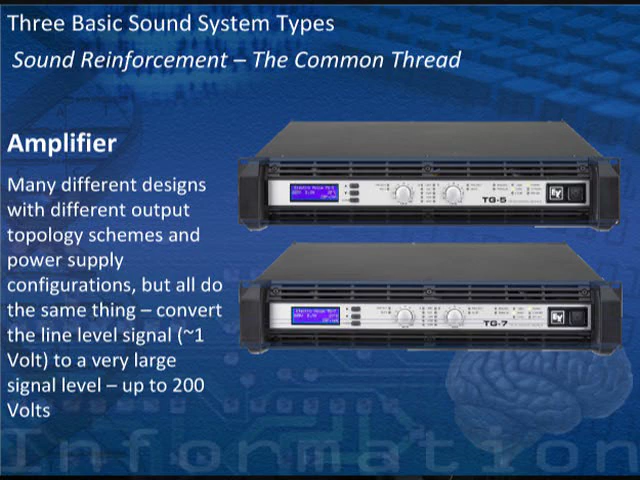 Three Basic Sound System Types
Sound Reinforcement – The Common Thread
Amplifier
Many different designs
with different output
topology schemes and
power supply
configurations, but all do
the same thing – convert
the line level signal (~1
Volt) to a very large
signal level – up to 200
Volts
TG-5
EV
TG-7
EV
Information